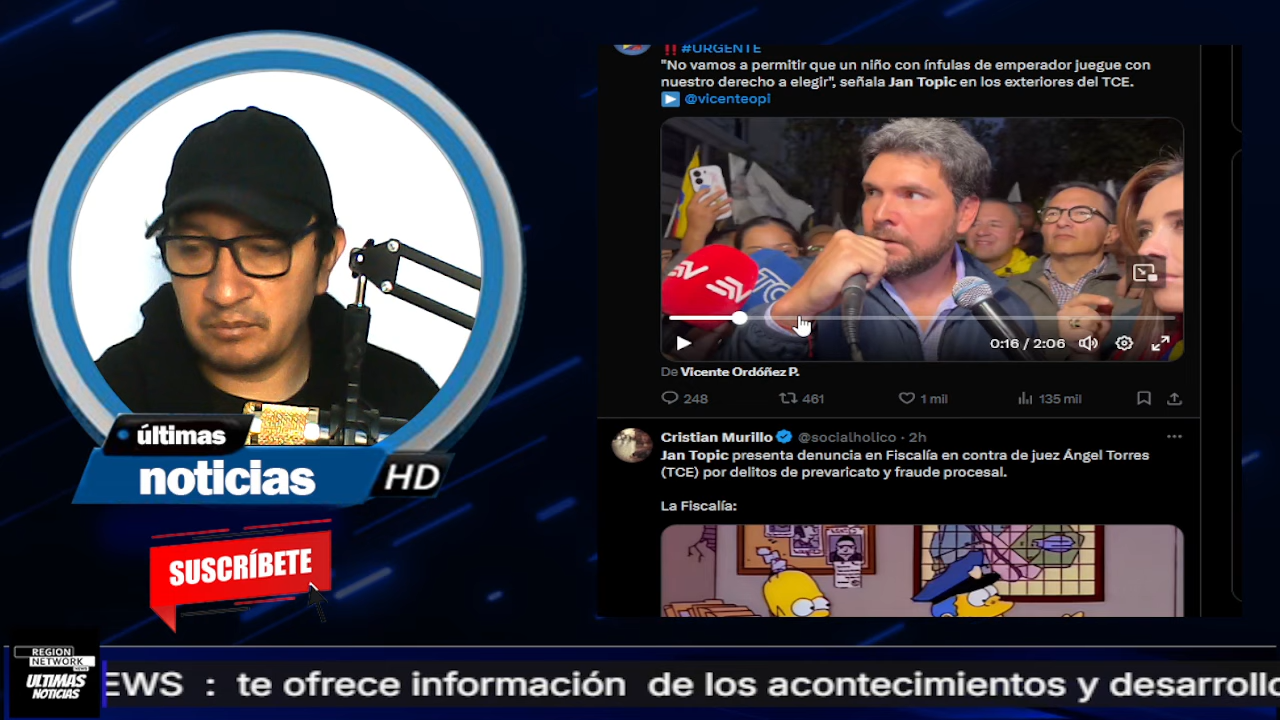 ‼️ #URGENTE
"No vamos a permitir que un niño con ínfulas de emperador juegue con
nuestro derecho a elegir", señala Jan Topic en los exteriores del TCE.
▶️ @vicenteopl
0:16 / 2:06
De Vicente Ordóñez P.
248 461 1 mil 135 mil
Cristian Murillo @socialholico · 2h
Jan Topic presenta denuncia en Fiscalía en contra de juez Ángel Torres
(TCE) por delitos de prevaricato y fraude procesal.
La Fiscalía:
últimas
noticias HD
SUSCRÍBETE
REGION
NETWORK
NEWS
ULTIMAS
NOTICIAS
EWS : te ofrece información de los acontecimientos y desarrollo